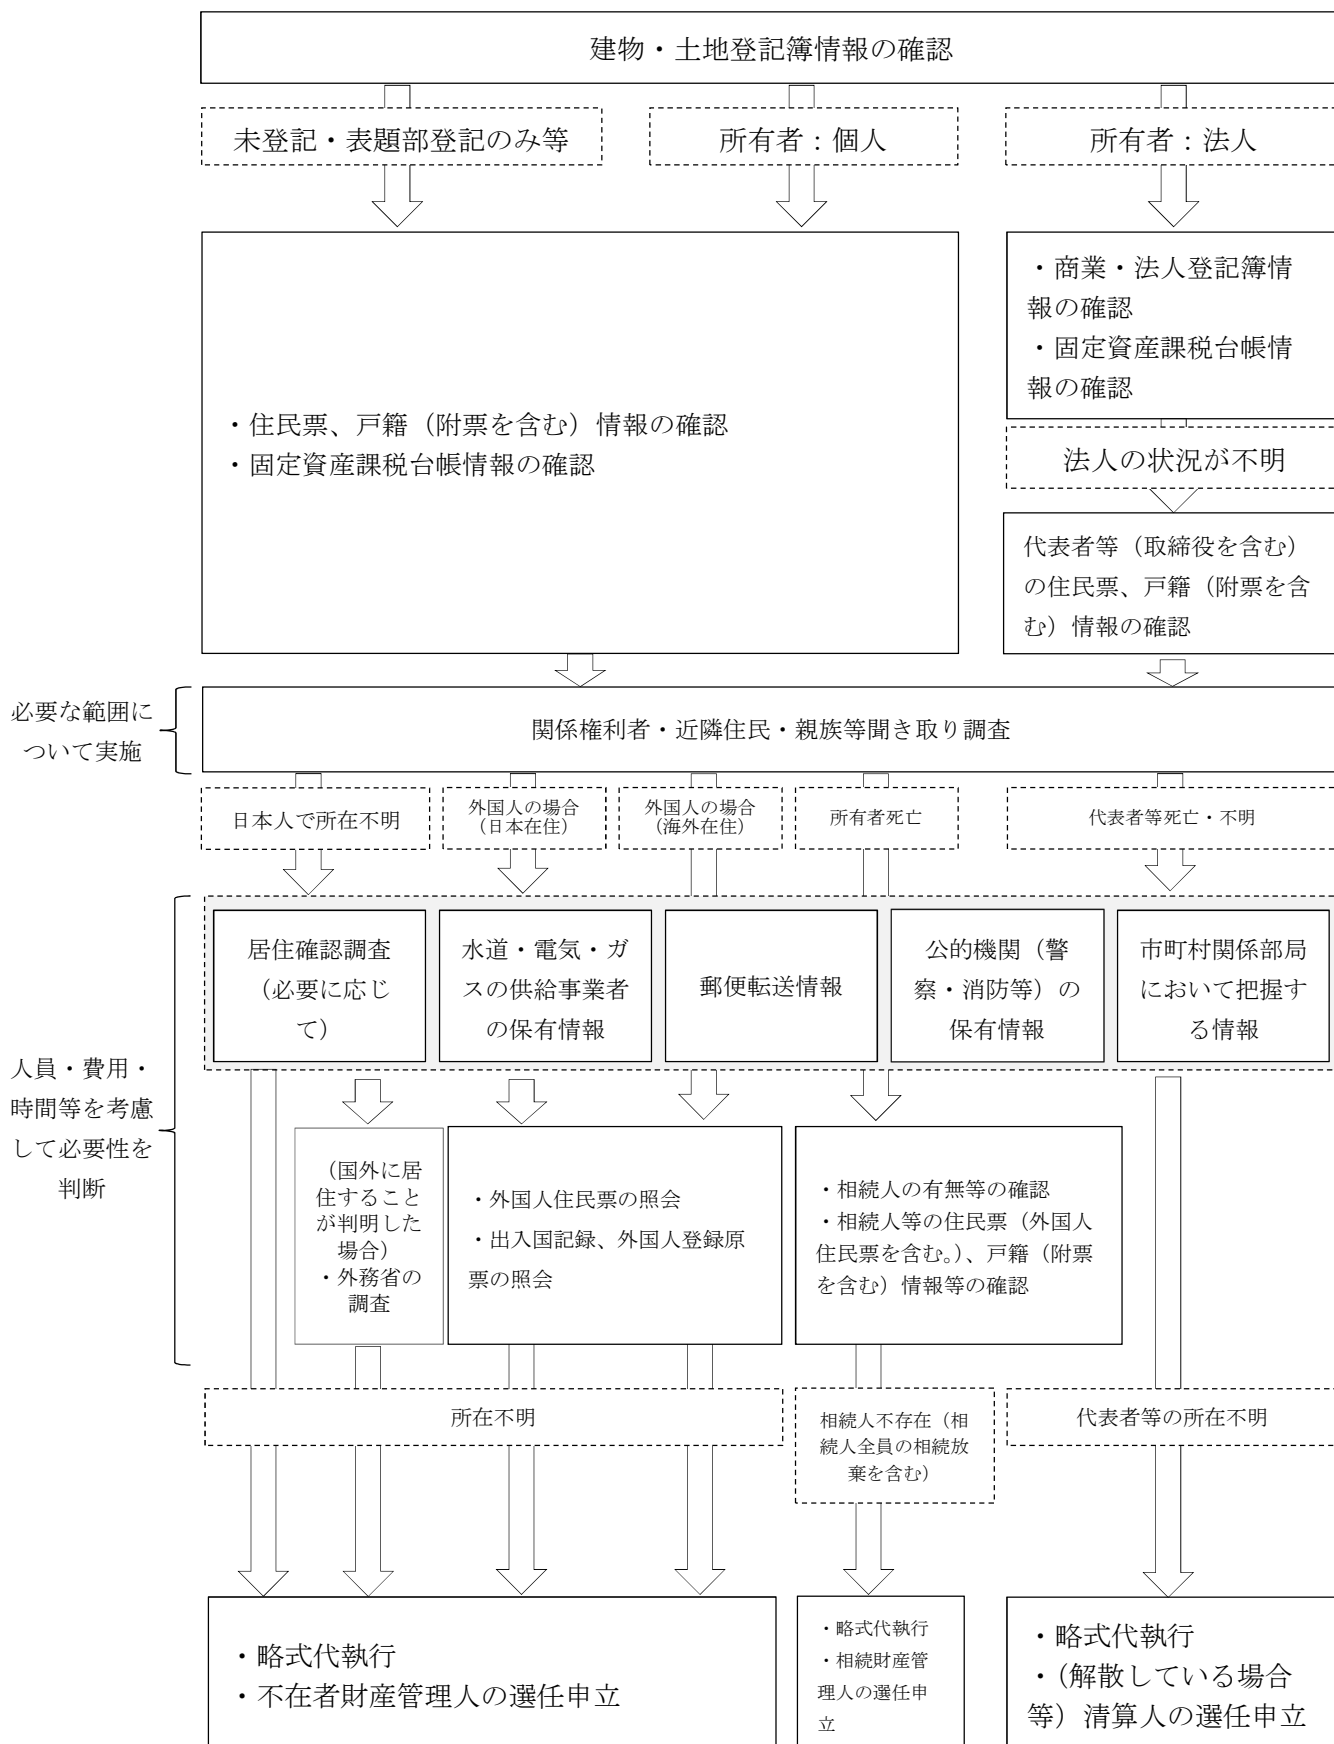 建物・土地登記簿情報の確認
未登記・表題部登記のみ等
所有者：個人
所有者：法人
・住民票、戸籍（附票を含む）情報の確認
・固定資産課税台帳情報の確認
・商業・法人登記簿情
報の確認
・固定資産課税台帳情
報の確認
法人の状況が不明
代表者等（取締役を含む）
の住民票、戸籍（附票を含
む）情報の確認
必要な範囲に
ついて実施
関係権利者・近隣住民・親族等聞き取り調査
日本人で所在不明
外国人の場合
（日本在住）
外国人の場合
（海外在住）
所有者死亡
代表者等死亡・不明
人員・費用・
時間等を考慮
して必要性を
判断
居住確認調査
（必要に応じ
て）
水道・電気・ガ
スの供給事業者
の保有情報
郵便転送情報
公的機関（警
察・消防等）の
保有情報
市町村関係部局
において把握す
る情報
（国外に居
住すること
が判明した
場合）
・外務省の
調査
・外国人住民票の照会
・出入国記録、外国人登録原
票の照会
・相続人の有無等の確認
・相続人等の住民票（外国人
住民票を含む。）、戸籍（附票
を含む）情報等の確認
所在不明
相続人不存在（相
続人全員の相続放
棄を含む）
代表者等の所在不明
・略式代執行
・不在者財産管理人の選任申立
・略式代執行
・相続財産管
理人の選任申
立
・略式代執行
・（解散している場合
等）清算人の選任申立